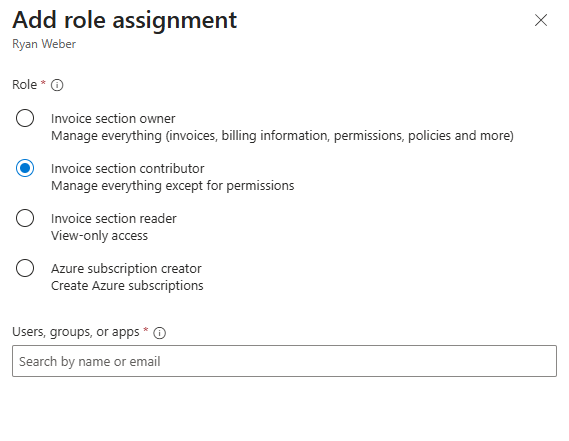 Add role assignment
Ryan Weber
Role *
Invoice section owner
Manage everything (invoices, billing information, permissions, policies and more)
Invoice section contributor
Manage everything except for permissions
Invoice section reader
View-only access
Azure subscription creator
Create Azure subscriptions
Users, groups, or apps *
Search by name or email